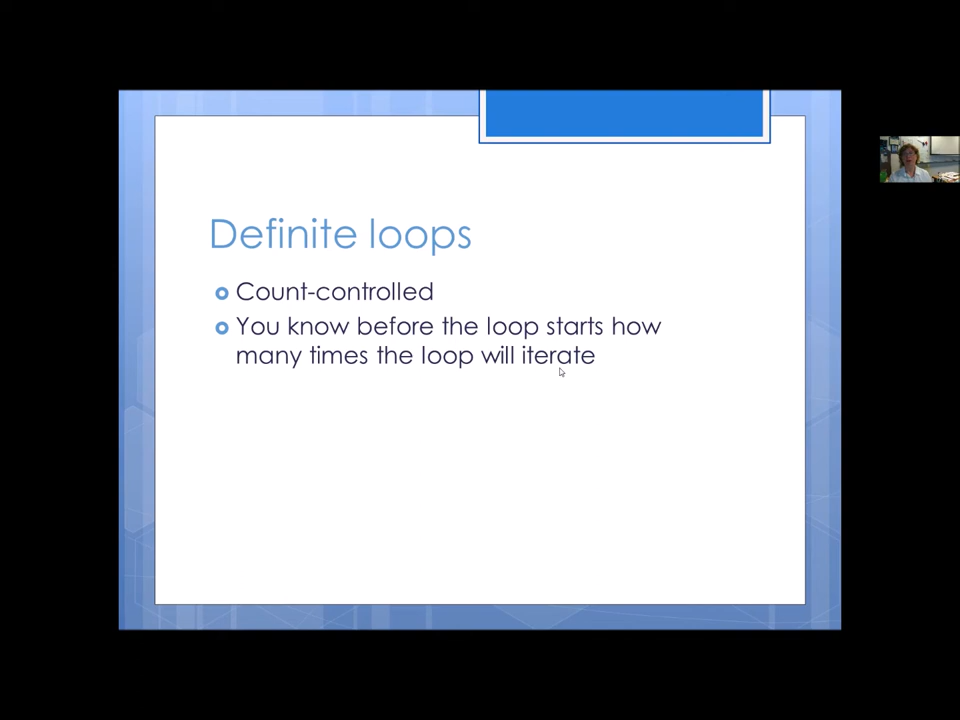 Definite loops
Count-controlled
You know before the loop starts how
many times the loop will iterate